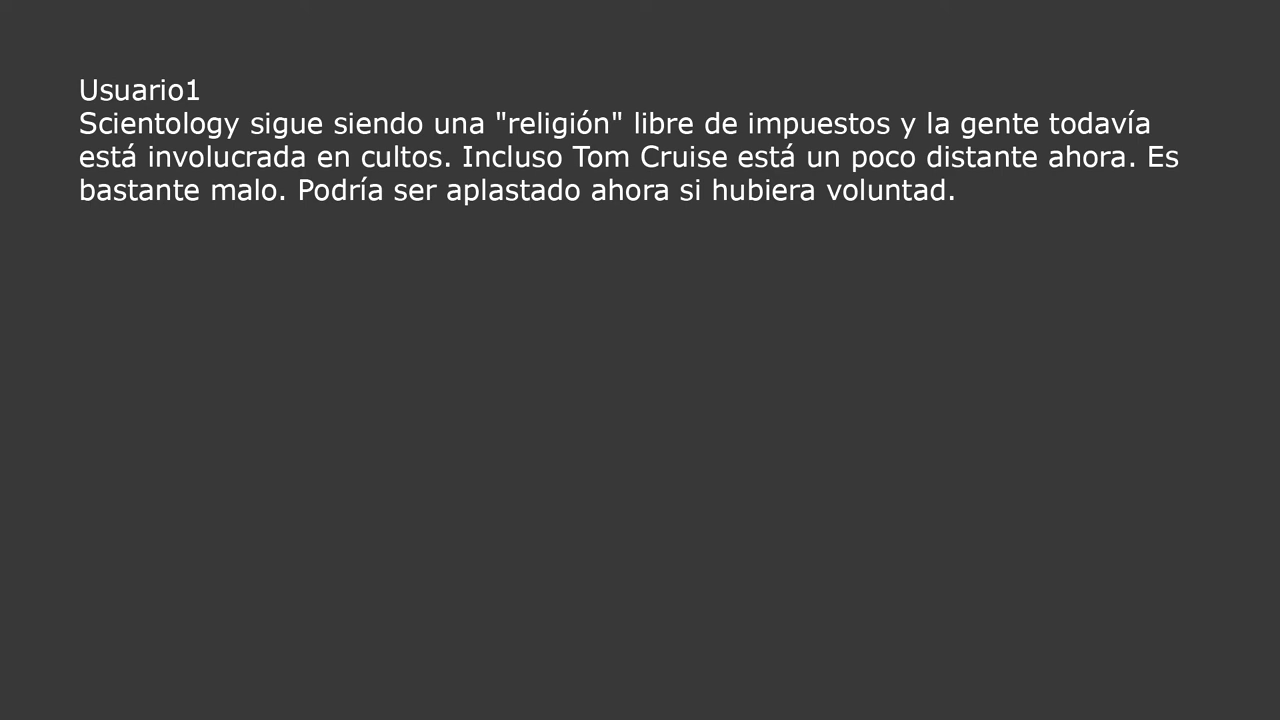 Usuario1
Scientology sigue siendo una "religión" libre de impuestos y la gente todavía
está involucrada en cultos. Incluso Tom Cruise está un poco distante ahora. Es
bastante malo. Podría ser aplastado ahora si hubiera voluntad.